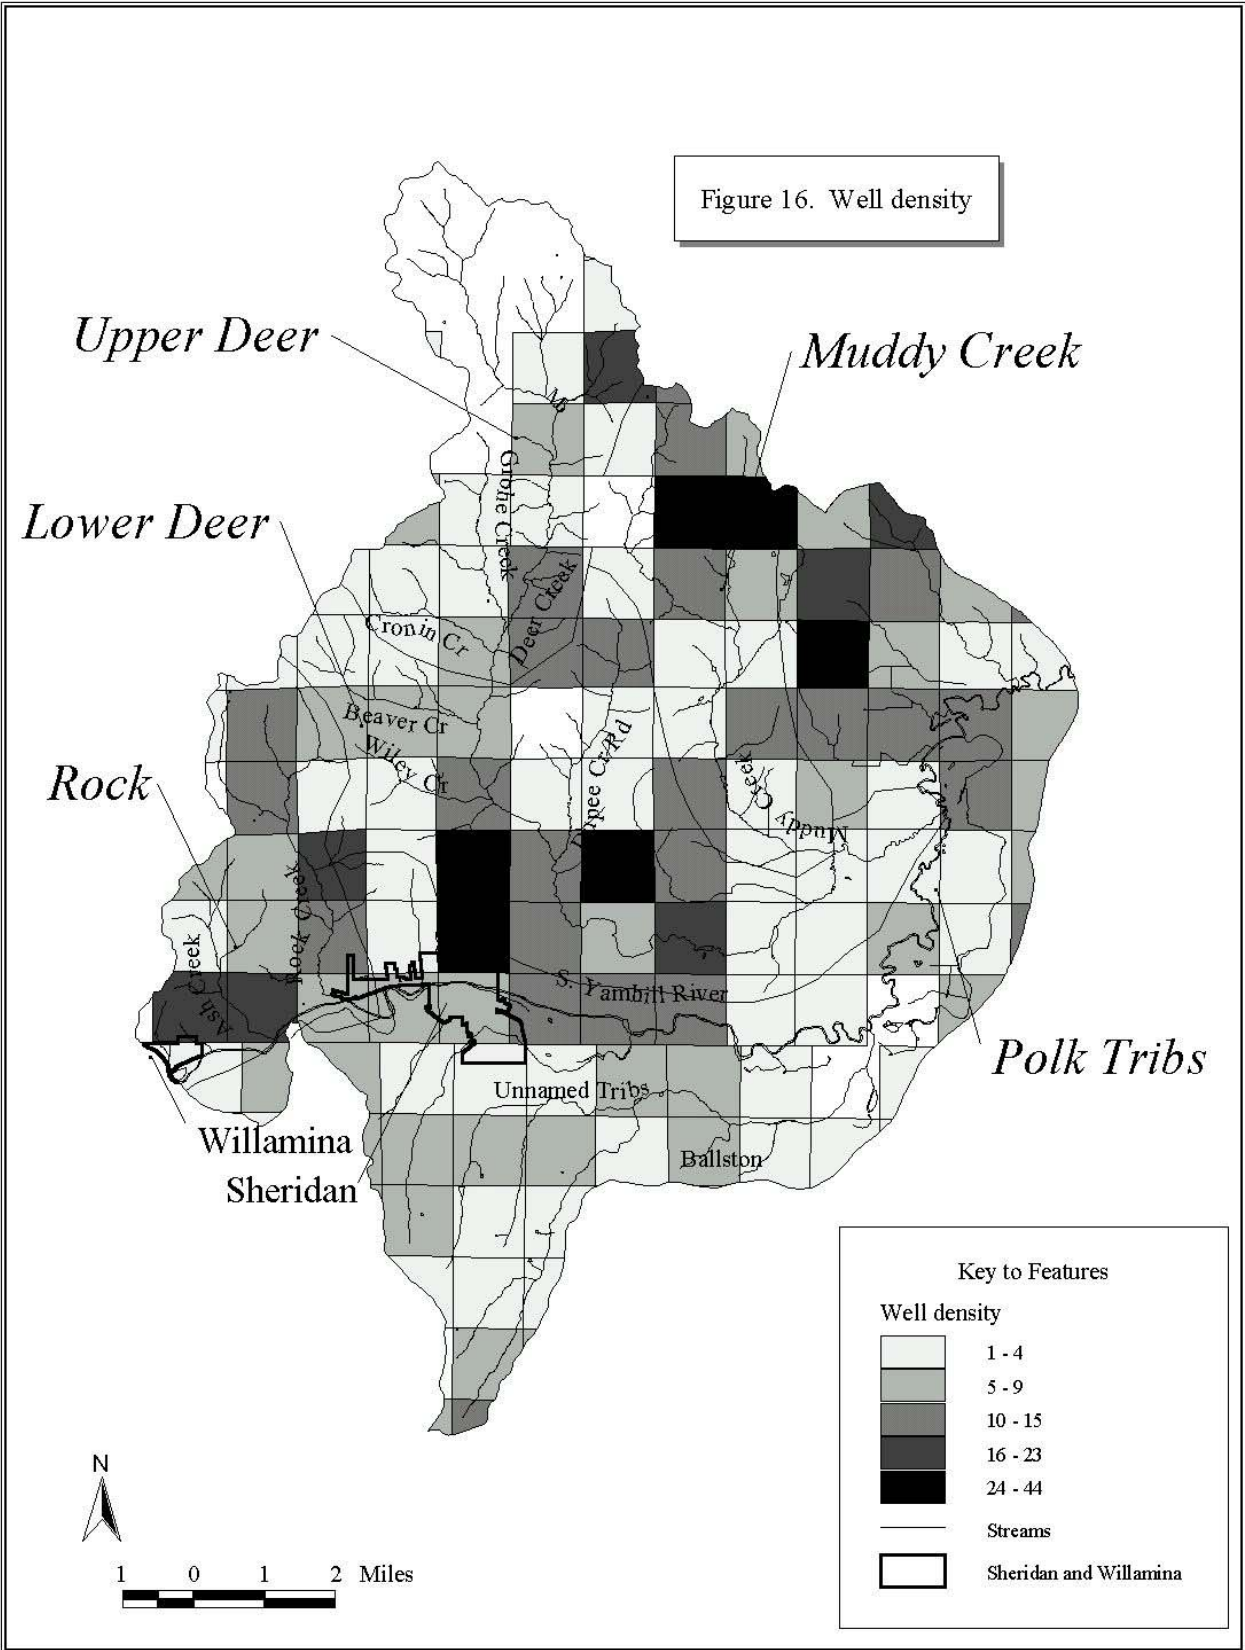 Figure 16.  Well density
Upper Deer
Muddy Creek
Grohe Creek
Lower Deer
Deer Creek
Cronin Cr
Beaver Cr
Wiley Cr
Cr/Rd
Rock
Muddy Creek
Rock Creek
Ash Creek
S. Yamhill River
Polk Tribs
Unnamed Tribs
Willamina
Ballston
Sheridan
Key to Features
Well density
1 - 4
5 - 9
10 - 15
16 - 23
24 - 44
Streams
Sheridan and Willamina
N
1 0 1 2 Miles